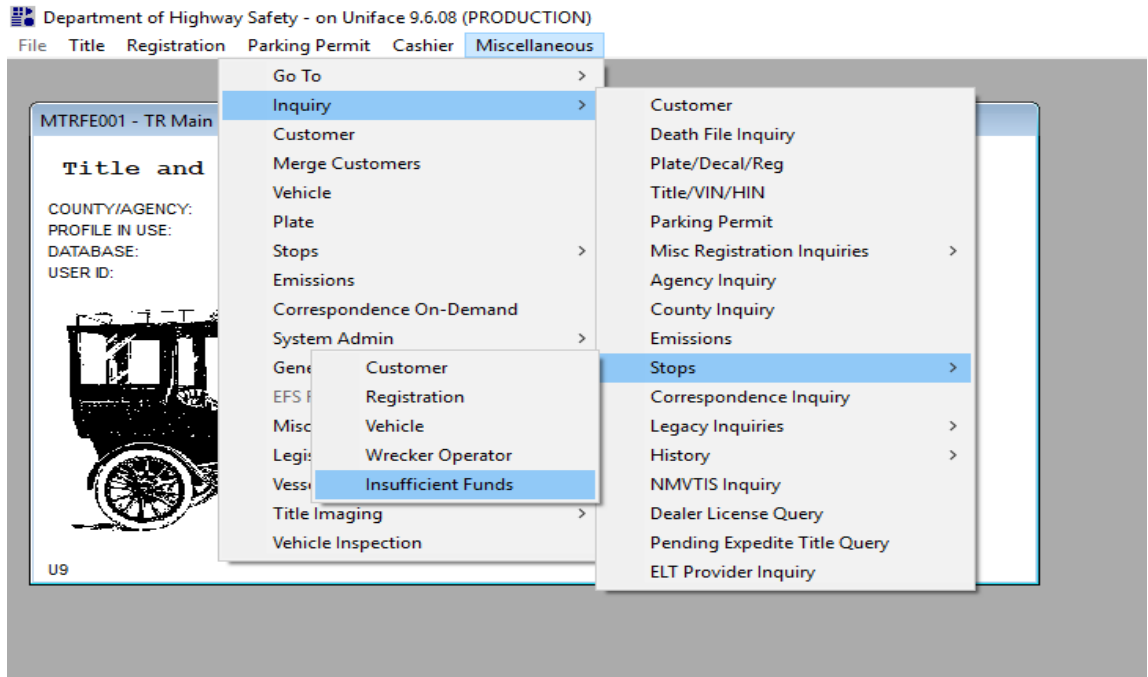 Department of Highway Safety - on Uniface 9.6.08 (PRODUCTION)
File Title Registration Parking Permit Cashier Miscellaneous
MTRFE001 - TR Main
Title and
COUNTY/AGENCY:
PROFILE IN USE:
DATABASE:
USER ID:
U9
Go To >
Inquiry >
Customer
Merge Customers
Vehicle
Plate
Stops >
Emissions
Correspondence On-Demand
System Admin >
Gene
EFS
Misc
Legis
Vess
Title Imaging >
Vehicle Inspection
Customer
Death File Inquiry
Plate/Decal/Reg
Title/VIN/HIN
Parking Permit
Misc Registration Inquiries >
Agency Inquiry
County Inquiry
Emissions
Stops >
Correspondence Inquiry
Legacy Inquiries >
History >
NMVTIS Inquiry
Dealer License Query
Pending Expedite Title Query
ELT Provider Inquiry
Customer
Registration
Vehicle
Wrecker Operator
Insufficient Funds